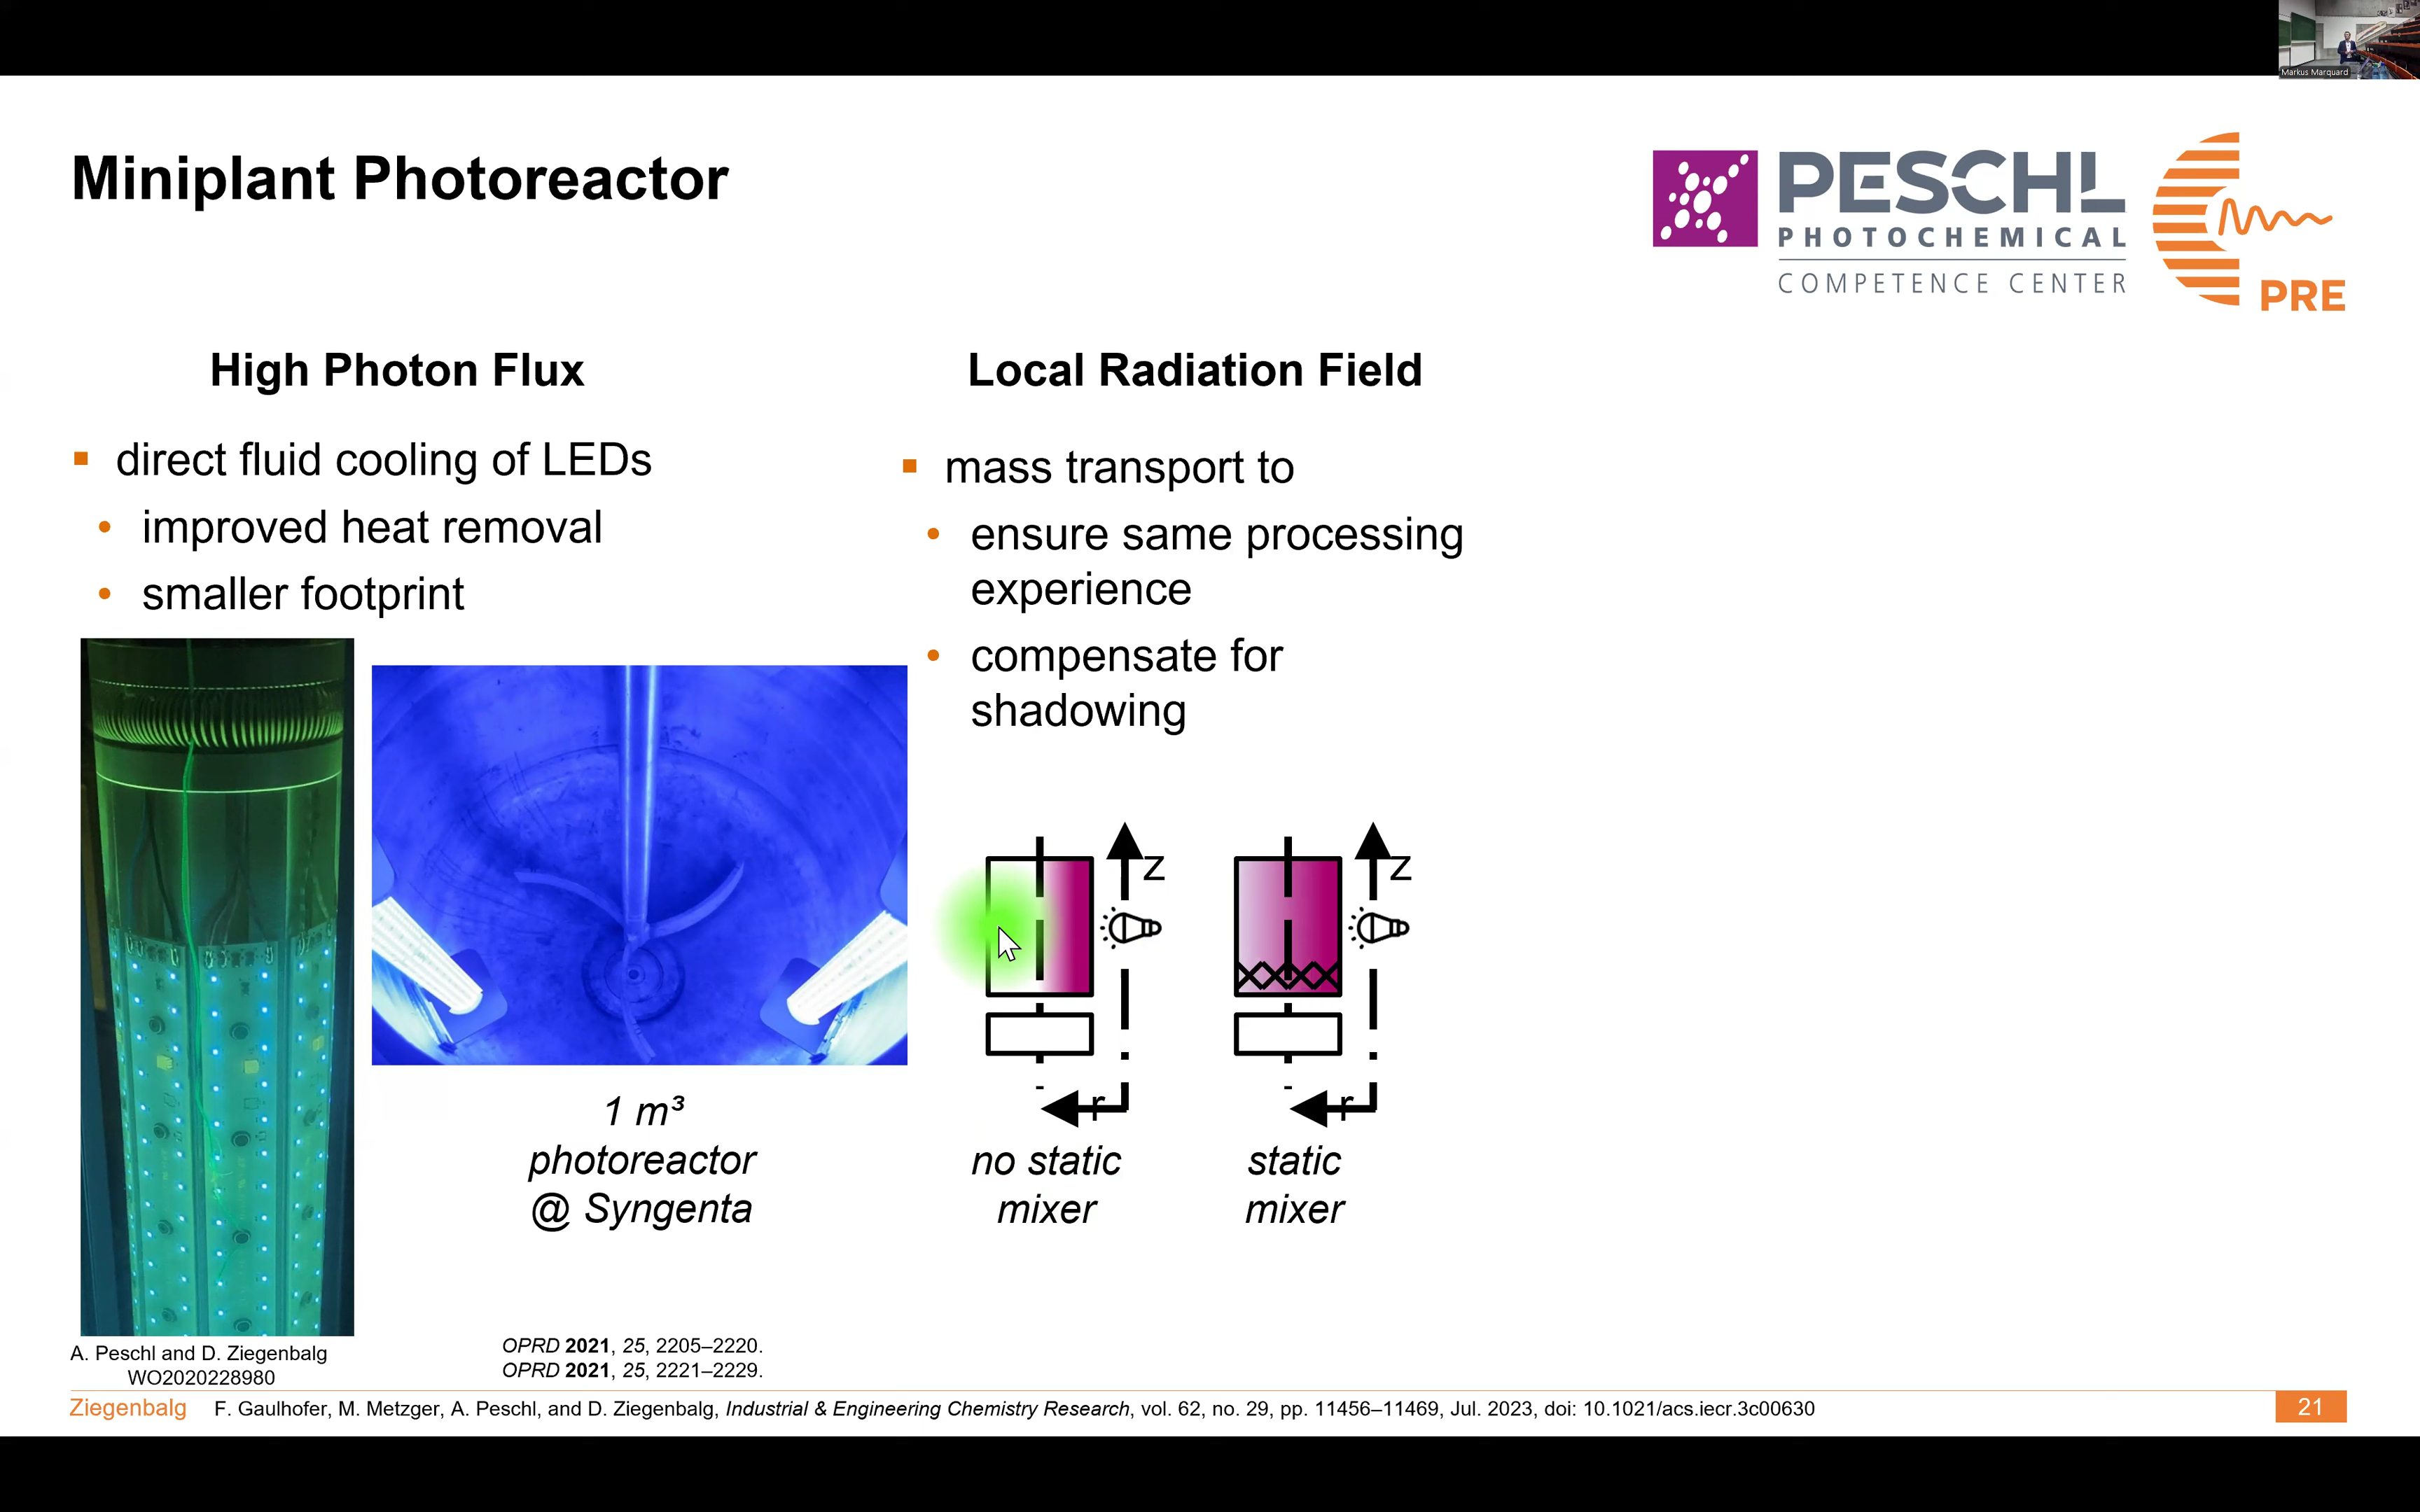 Markus Marquard
Miniplant Photoreactor
PESCHL
PHOTOCHEMICAL
COMPETENCE CENTER
PRE
High Photon Flux
direct fluid cooling of LEDs
improved heat removal
smaller footprint
1 m³
photoreactor
@ Syngenta
A. Peschl and D. Ziegenbalg
WO2020228980
OPRD 2021, 25, 2205–2220.
OPRD 2021, 25, 2221–2229.
Local Radiation Field
mass transport to
ensure same processing
experience
compensate for
shadowing
z
r
no static
mixer
z
r
static
mixer
Ziegenbalg F. Gaulhofer, M. Metzger, A. Peschl, and D. Ziegenbalg, Industrial & Engineering Chemistry Research, vol. 62, no. 29, pp. 11456–11469, Jul. 2023, doi: 10.1021/acs.iecr.3c00630
21